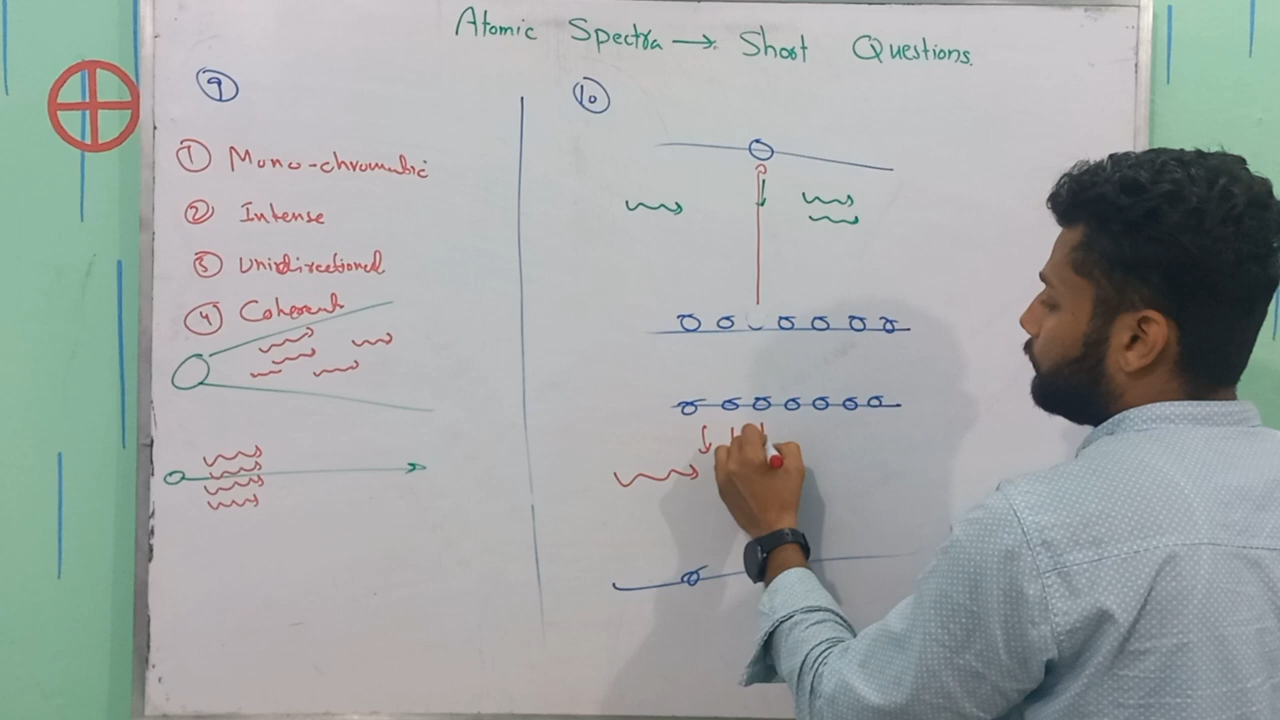 Atomic Spectra → Short Questions.
9
① Mono-chromatic
② Intense
③ Unidirectional
④ Coherent
10